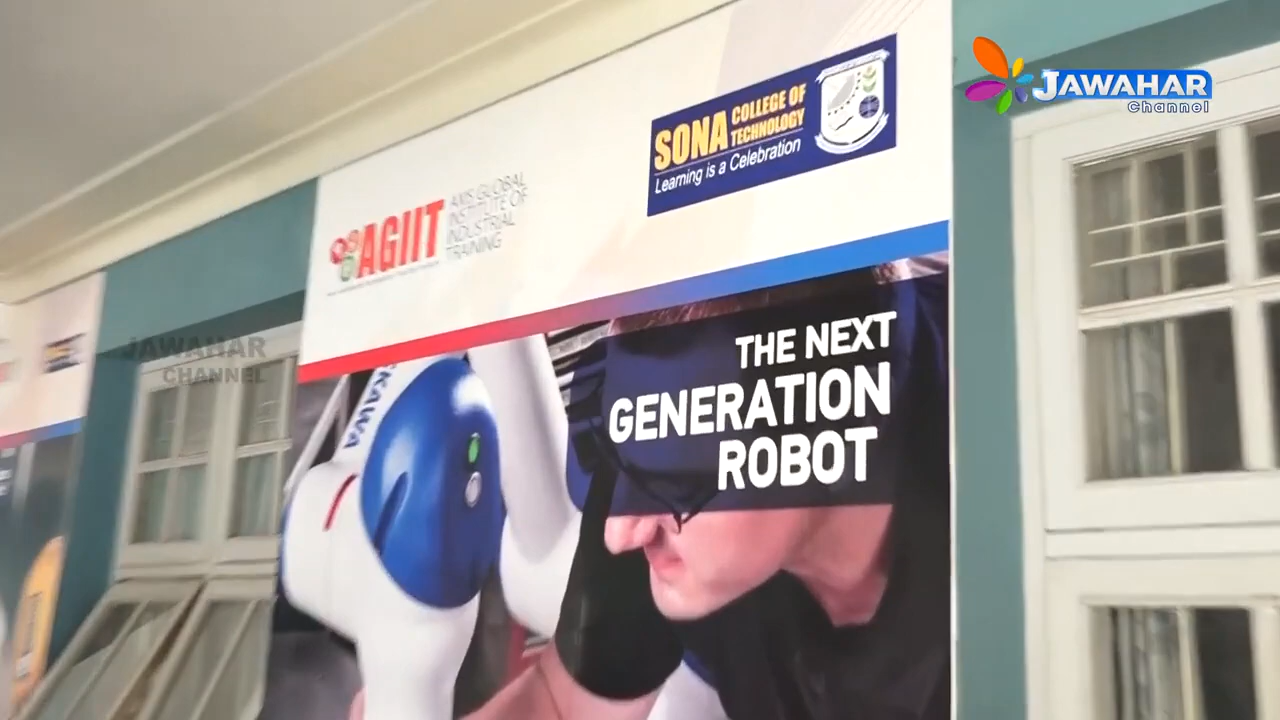 JAWAHAR
Channel
SONA COLLEGE OF
TECHNOLOGY
Learning is a Celebration
AGIIT
AXIS GLOBAL
INSTITUTE OF
INDUSTRIAL
TRAINING
JAWAHAR
CHANNEL
THE NEXT
GENERATION
ROBOT